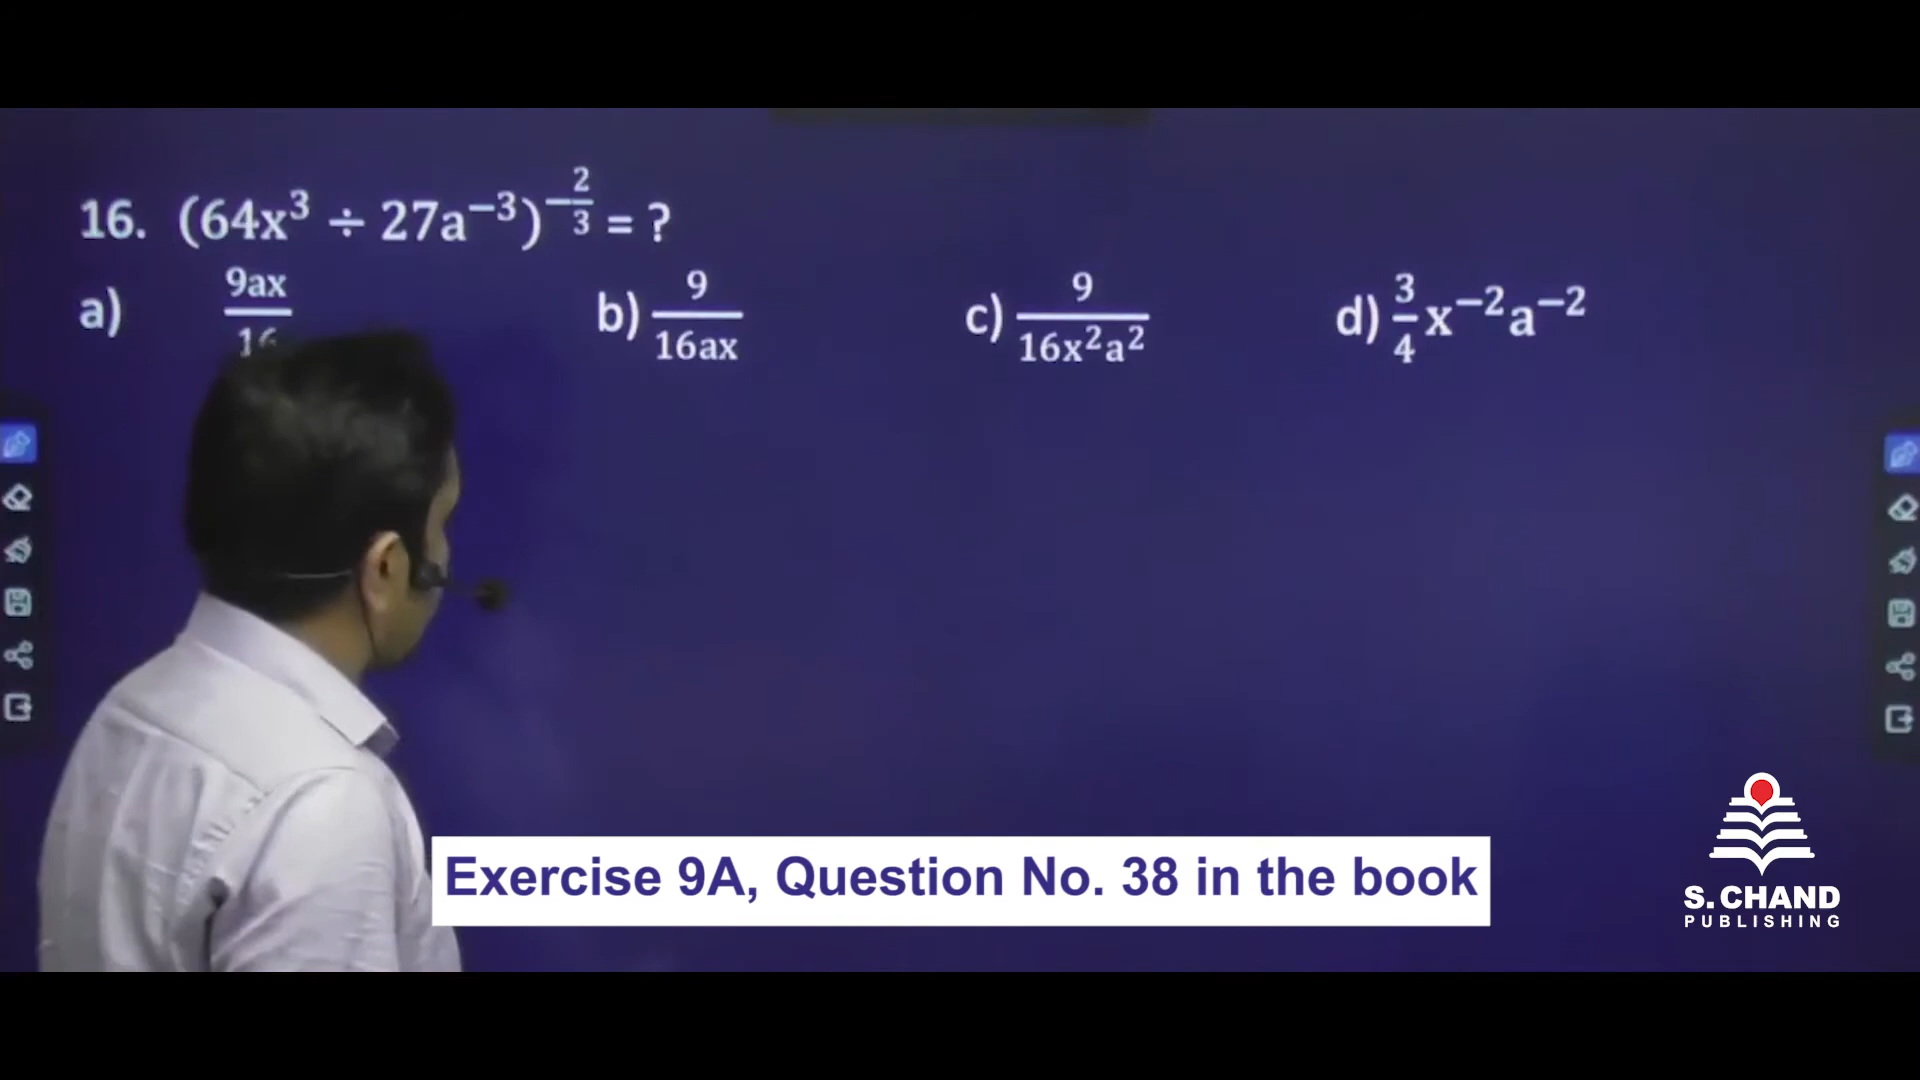 16. (64x³ ÷ 27a⁻³)^(-2/3) = ?
a) 9ax/16 b) 9/16ax c) 9/16x²a² d) 3/4 x⁻²a⁻²
Exercise 9A, Question No. 38 in the book
S. CHAND
PUBLISHING